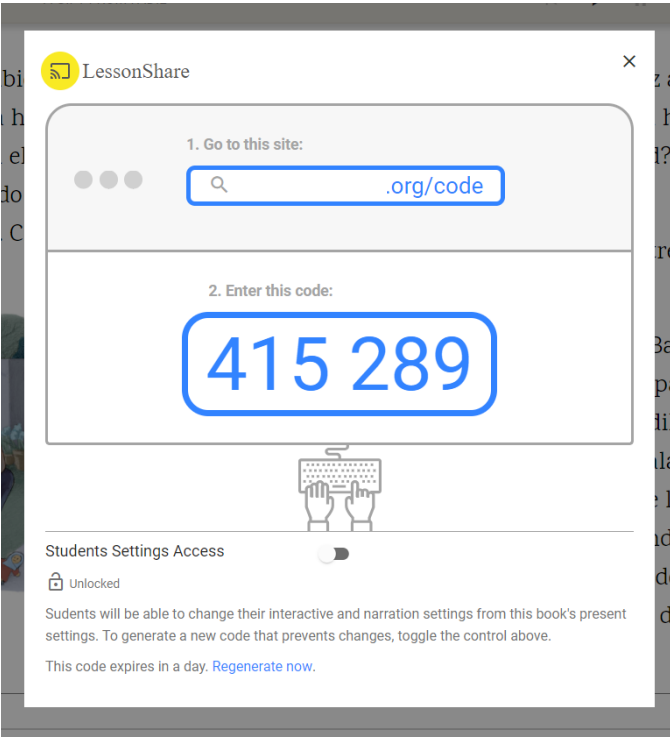 LessonShare
1. Go to this site:
.org/code
2. Enter this code:
415 289
Students Settings Access
Unlocked
Sudents will be able to change their interactive and narration settings from this book's present
settings. To generate a new code that prevents changes, toggle the control above.
This code expires in a day. Regenerate now.